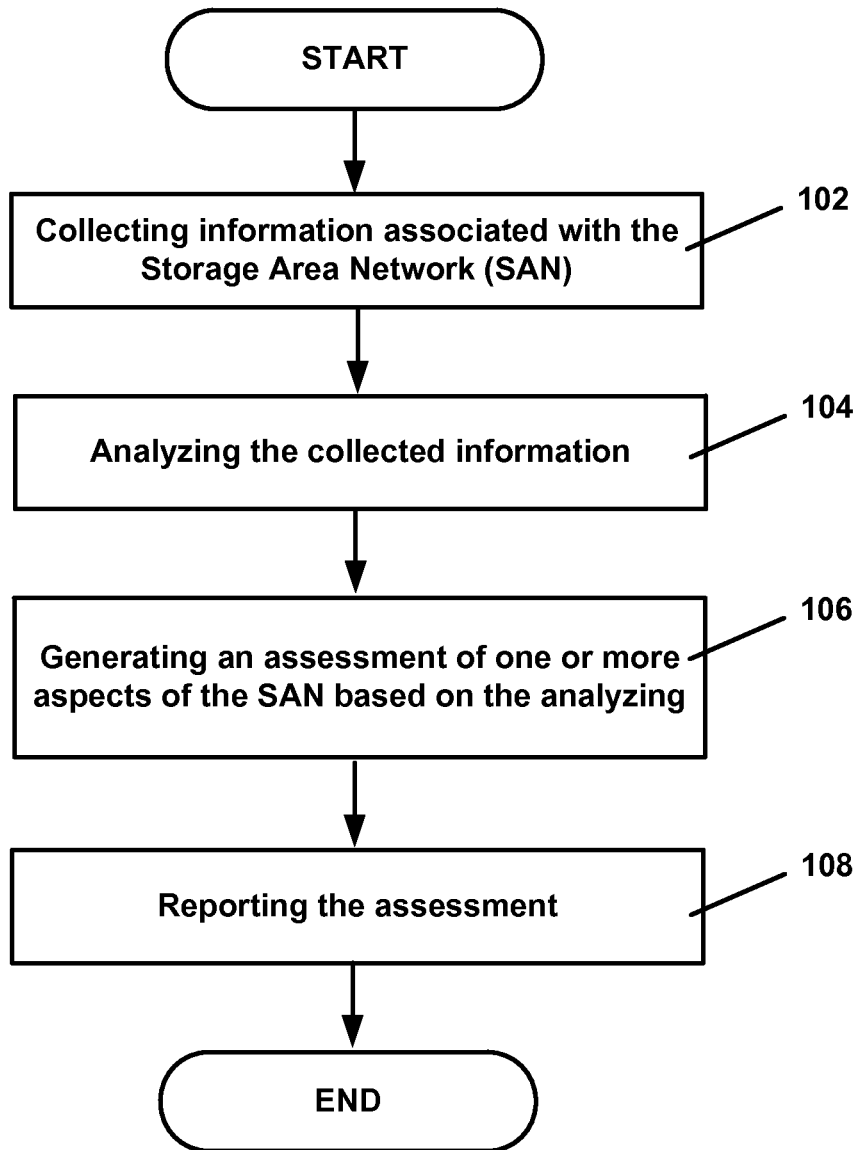 START
102
Collecting information associated with the
Storage Area Network (SAN)
104
Analyzing the collected information
106
Generating an assessment of one or more
aspects of the SAN based on the analyzing
108
Reporting the assessment
END